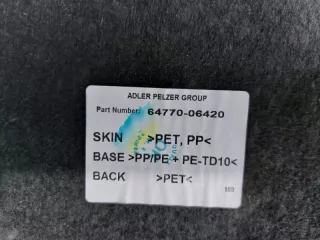 ADLER PELZER GROUP
Part Number: 64770-06420
SKIN >PET, PP<
BASE >PP/PE + PE-TD10<
BACK >PET<